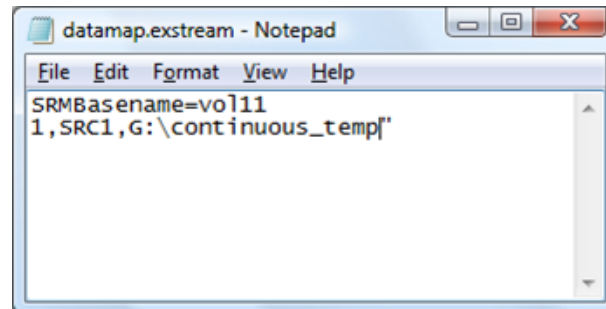 datamap.exstream - Notepad
File Edit Format View Help
SRMBasename=vol11
1,SRC1,G:\continuous_temp"